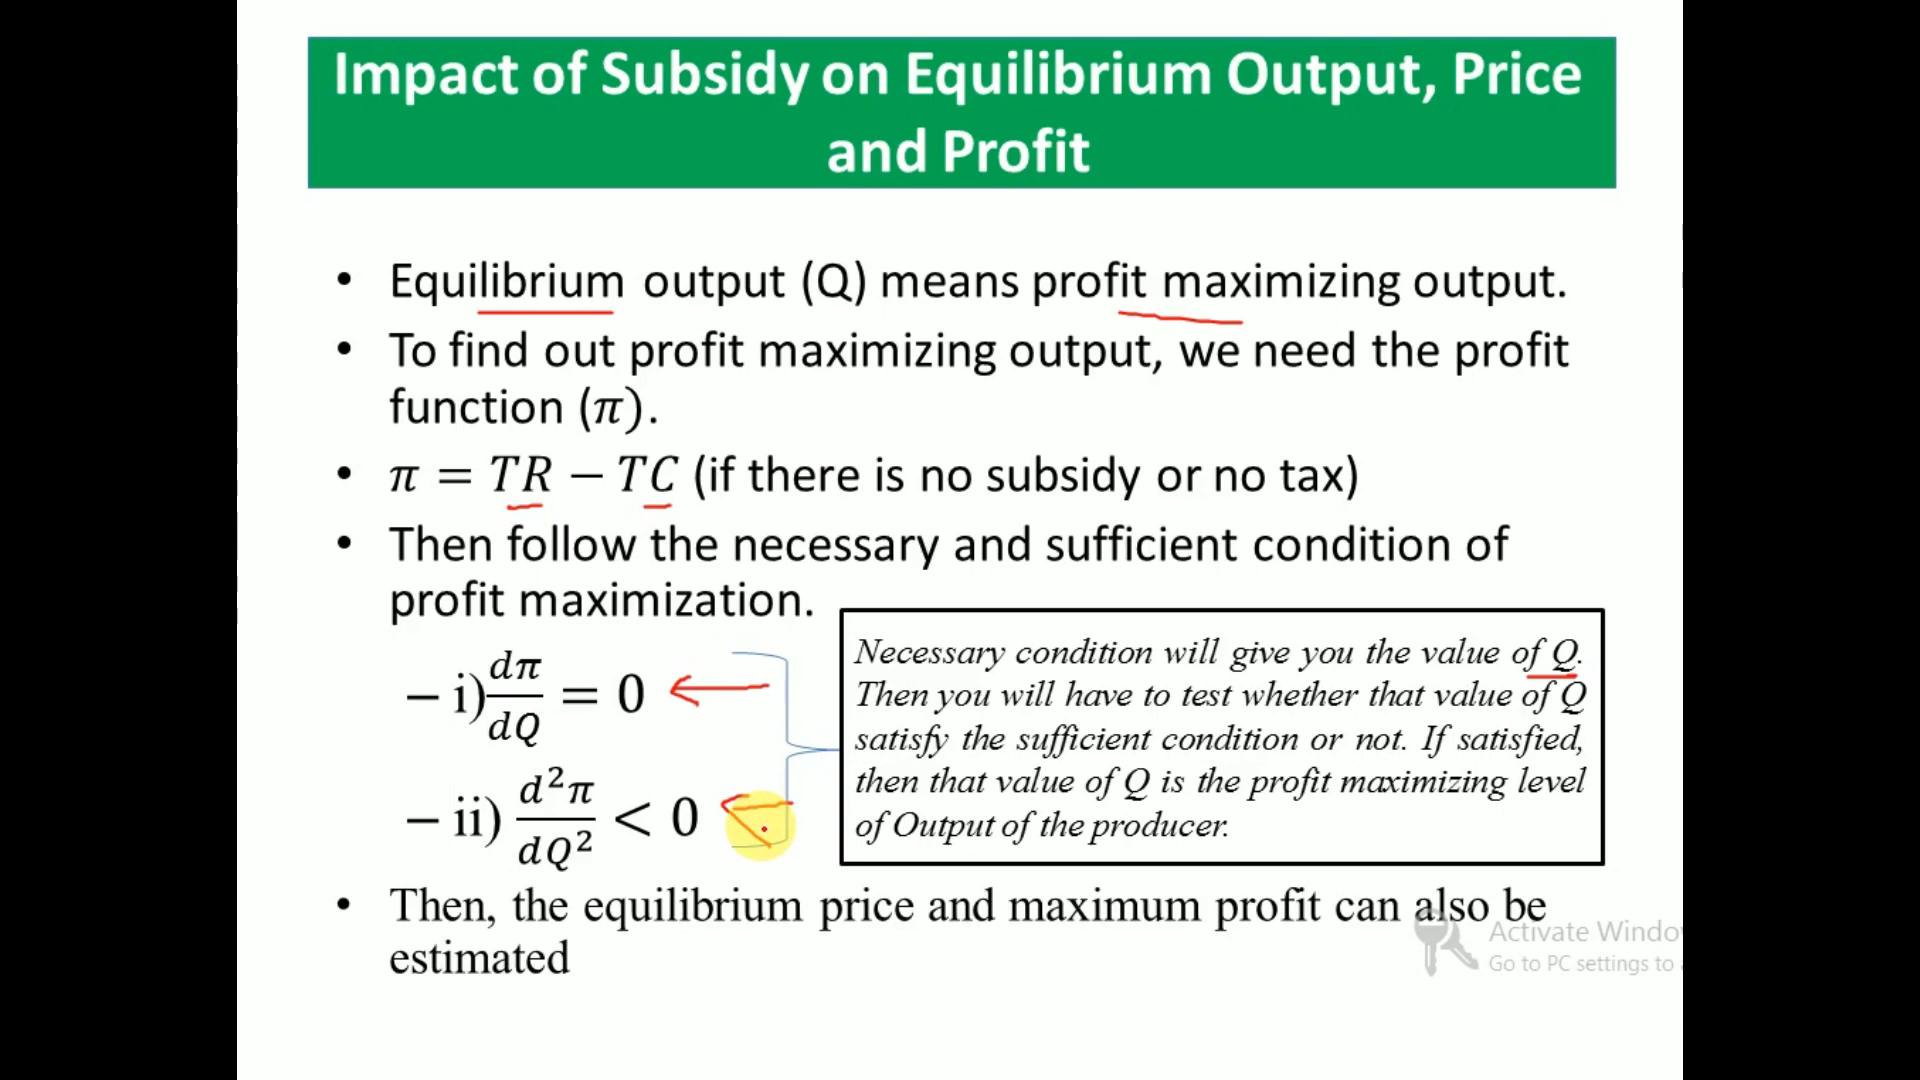 Impact of Subsidy on Equilibrium Output, Price
and Profit
• Equilibrium output (Q) means profit maximizing output.
• To find out profit maximizing output, we need the profit
function (π).
• π = TR − TC (if there is no subsidy or no tax)
• Then follow the necessary and sufficient condition of
profit maximization.
– i) dπ/dQ = 0
– ii) d²π/dQ² < 0
Necessary condition will give you the value of Q.
Then you will have to test whether that value of Q
satisfy the sufficient condition or not. If satisfied,
then that value of Q is the profit maximizing level
of Output of the producer.
• Then, the equilibrium price and maximum profit can also be
estimated
Activate Windo
Go to PC settings to